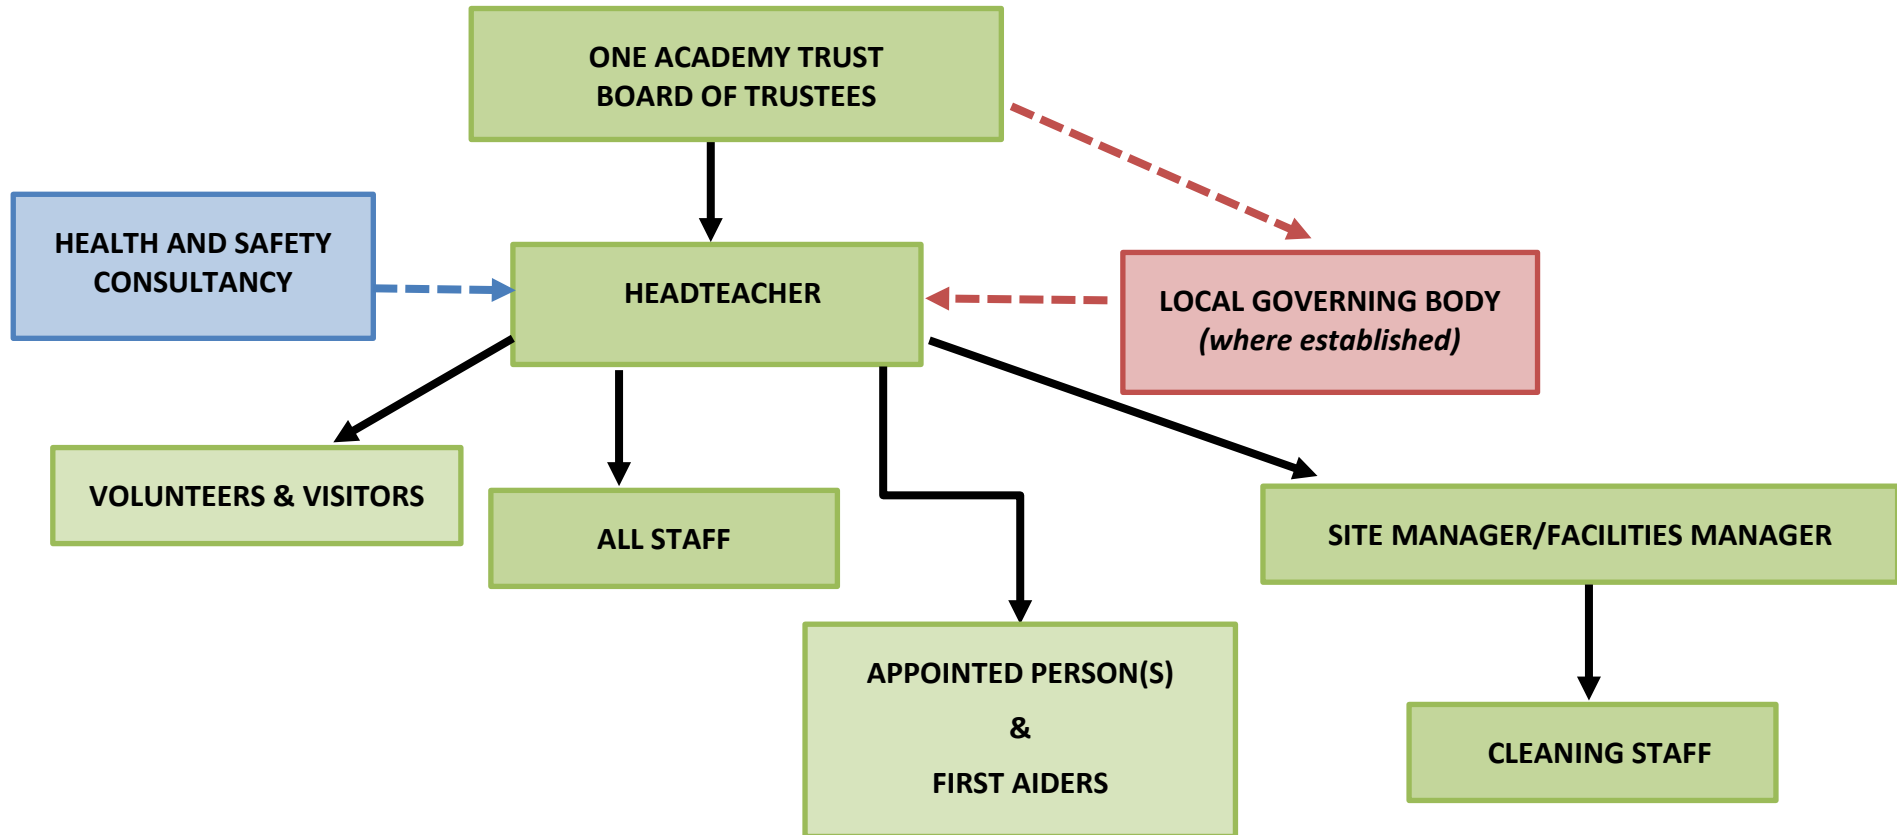 ONE ACADEMY TRUST
BOARD OF TRUSTEES
HEALTH AND SAFETY
CONSULTANCY
HEADTEACHER
LOCAL GOVERNING BODY
(where established)
VOLUNTEERS & VISITORS
ALL STAFF
SITE MANAGER/FACILITIES MANAGER
APPOINTED PERSON(S)
&
FIRST AIDERS
CLEANING STAFF